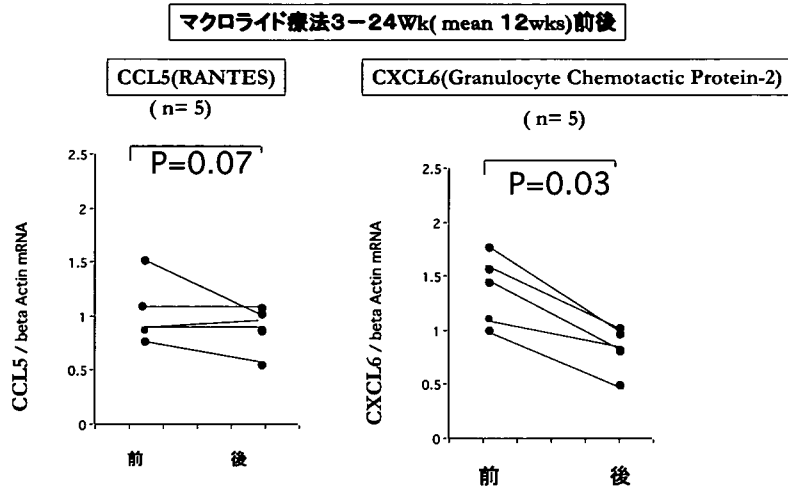 マクロライド療法3－24Wk( mean 12wks)前後
CCL5(RANTES)
( n= 5)
P=0.07
2.5
2
1.5
1
0.5
0
CCL5 / beta Actin mRNA
前 後
CXCL6(Granulocyte Chemotactic Protein-2)
( n= 5)
P=0.03
2.5
2
1.5
1
0.5
0
CXCL6 / beta Actin mRNA
前 後